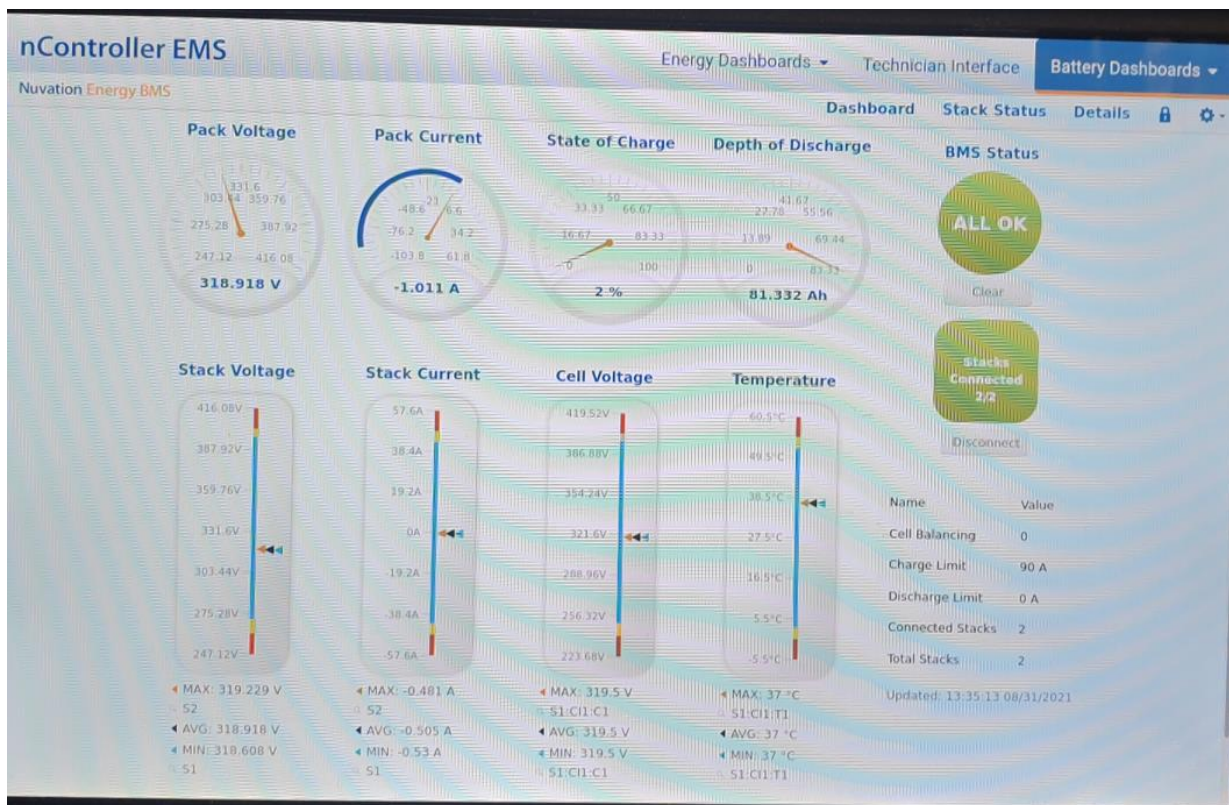 nController EMS
Energy Dashboards
Technician Interface
Battery Dashboards
Nuvation Energy BMS
Dashboard
Stack Status
Details
Pack Voltage
247.12
275.28
303.44
331.6
359.76
387.92
416.08
318.918 V
Pack Current
-103.8
-76.2
-48.6
6.6
34.2
61.8
-1.011 A
State of Charge
0
16.67
33.33
50
66.67
83.33
100
2 %
Depth of Discharge
0
13.89
27.78
41.67
55.56
69.44
83.33
81.332 Ah
BMS Status
ALL OK
Clear
Stacks
Connected
2/2
Disconnect
Stack Voltage
416.08V
387.92V
359.76V
331.6V
303.44V
275.28V
247.12V
MAX: 319.229 V
S2
AVG: 318.918 V
MIN: 318.608 V
S1
Stack Current
57.6A
38.4A
19.2A
0A
-19.2A
-38.4A
-57.6A
MAX: -0.481 A
S2
AVG: -0.505 A
MIN: -0.53 A
S1
Cell Voltage
419.52V
386.88V
354.24V
321.6V
288.96V
256.32V
223.68V
MAX: 319.5 V
S1:CI1:C1
AVG: 319.5 V
MIN: 319.5 V
S1:CI1:C1
Temperature
60.5°C
49.5°C
38.5°C
27.5°C
16.5°C
5.5°C
-5.5°C
MAX: 37 °C
S1:CI1:T1
AVG: 37 °C
MIN: 37 °C
S1:CI1:T1
Name Value
Cell Balancing 0
Charge Limit 90 A
Discharge Limit 0 A
Connected Stacks 2
Total Stacks 2
Updated: 13:35:13 08/31/2021